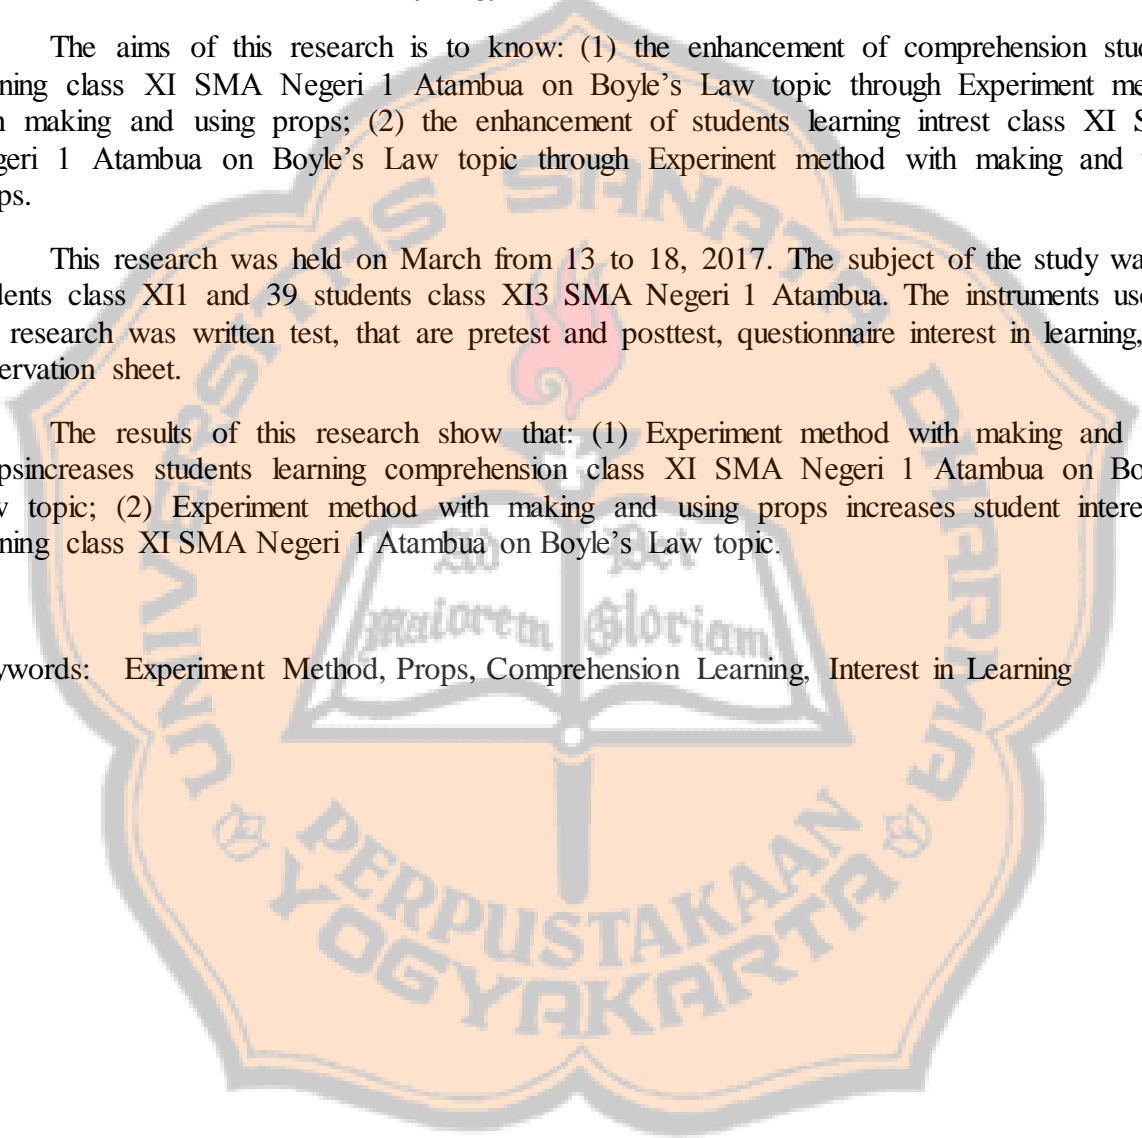 The aims of this research is to know: (1) the enhancement of comprehension stud
ning class XI SMA Negeri 1 Atambua on Boyle's Law topic through Experiment me
n making and using props; (2) the enhancement of students learning intrest class XI S
geri 1 Atambua on Boyle's Law topic through Experinent method with making and
ps.
This research was held on March from 13 to 18, 2017. The subject of the study wa
dents class XI1 and 39 students class XI3 SMA Negeri 1 Atambua. The instruments use
research was written test, that are pretest and posttest, questionnaire interest in learning,
ervation sheet.
The results of this research show that: (1) Experiment method with making and
psincreases students learning comprehension class XI SMA Negeri 1 Atambua on Bo
w topic; (2) Experiment method with making and using props increases student intere
ning class XI SMA Negeri 1 Atambua on Boyle's Law topic.
ywords: Experiment Method, Props, Comprehension Learning, Interest in Learning
UNIVERSITAS SANATA DHARMA
Ad Dei
maiorem Gloriam
PERPUSTAKAAN
YOGYAKARTA